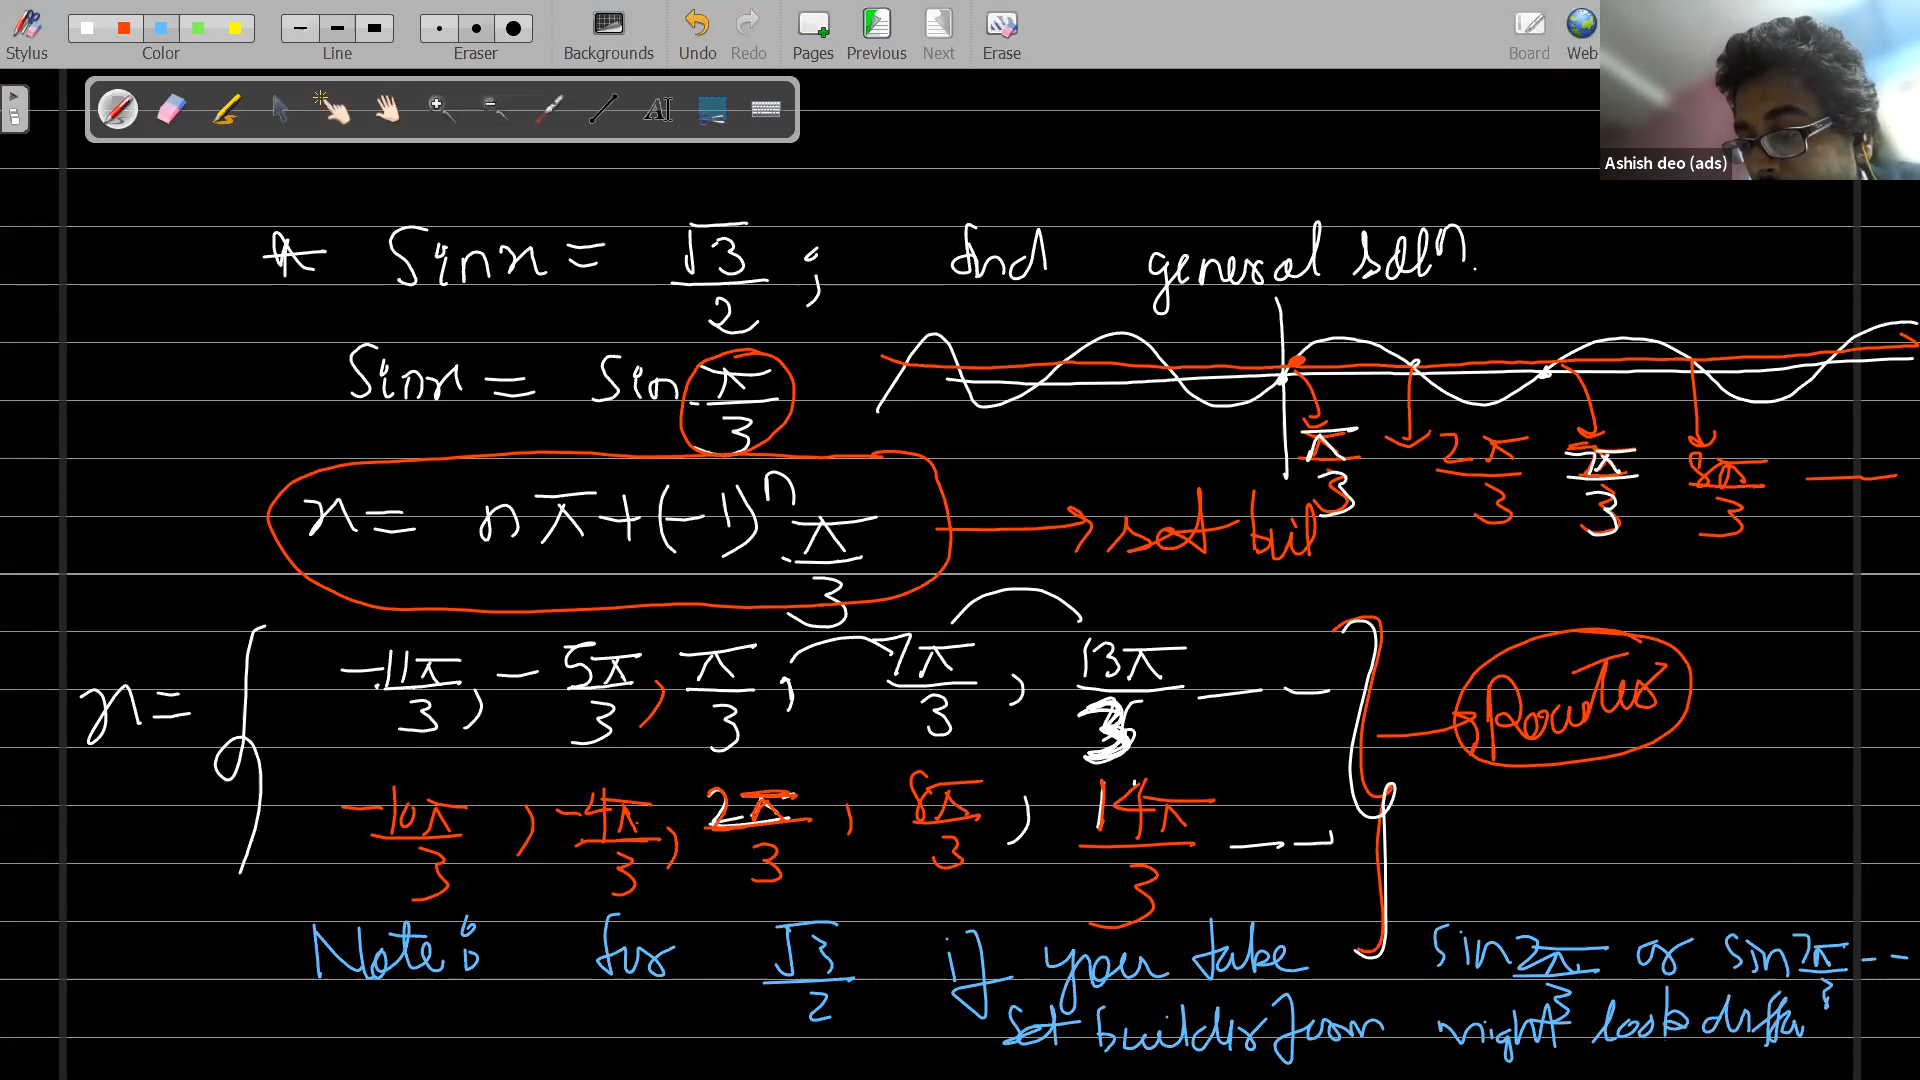 Stylus Color Line Eraser Backgrounds Undo Redo Pages Previous Next Erase Board Web
Ashish deo (ads)
* Sinx = √3/2 ; find general solⁿ.
Sinx = Sin π/3
π/3 2π/3 7π/3 8π/3 ----
x = nπ + (-1)ⁿ π/3 → set buil
x = { -11π/3, -5π/3, π/3, 7π/3, 13π/3 ---
-10π/3, -4π/3, 2π/3, 8π/3, 14π/3 --- }
→ Roaster
Note: for √3/2 if you take sin 2π/3 or sin 7π/3 ---
set builder form might look differ